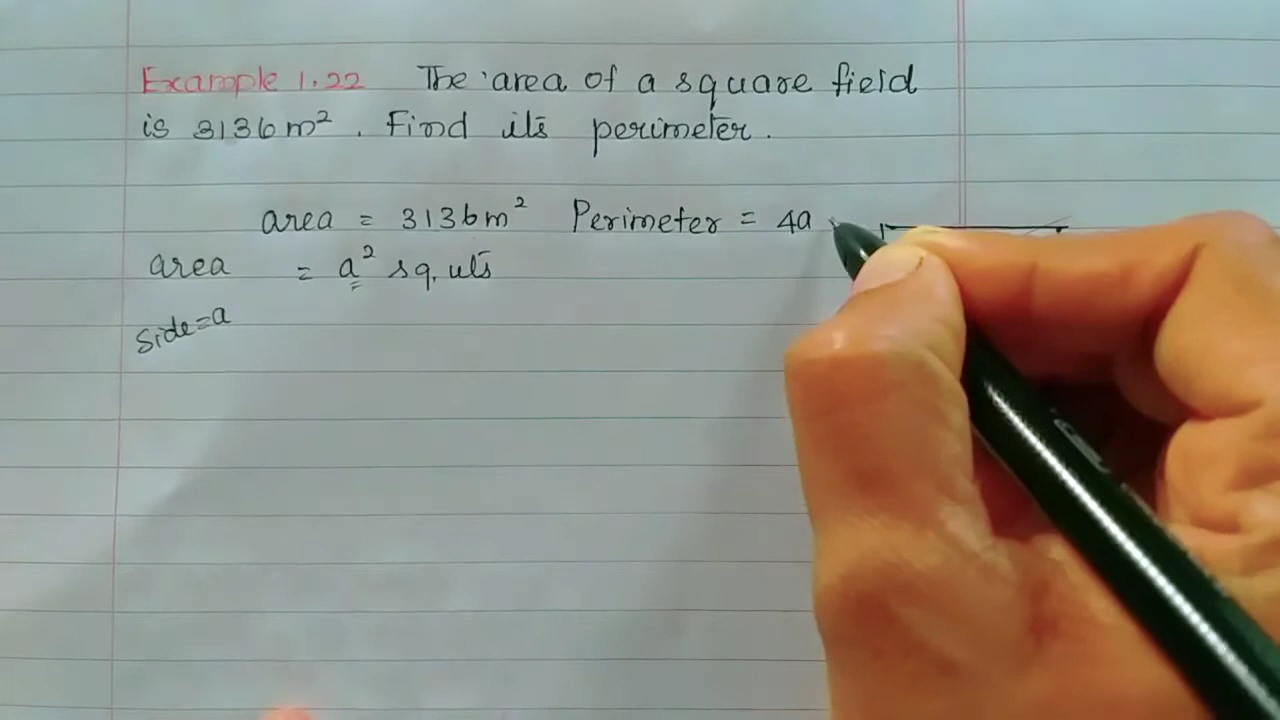 Example 1.22 The area of a square field
is 3136 m². Find its perimeter.
area = 3136 m² Perimeter = 4a
area = a² sq. uts
side = a